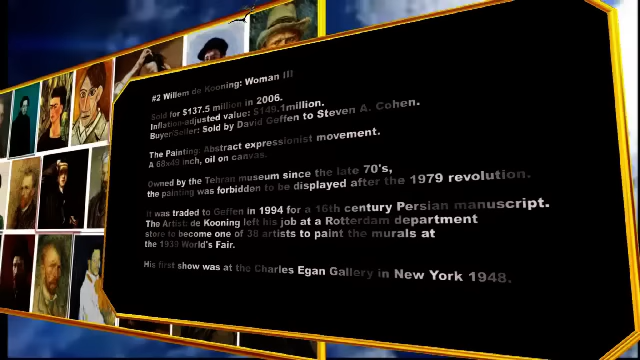 #2 Willem de Kooning: Woman III
Sold for $137.5 million in 2006.
Inflation-adjusted value: $149.1million.
Buyer/Seller: Sold by David Geffen to Steven A. Cohen.
The Painting: Abstract expressionist movement.
A 68x49 inch, oil on canvas.
Owned by the Tehran museum since the late 70's,
the painting was forbidden to be displayed after the 1979 revolution.
It was traded to Geffen in 1994 for a 16th century Persian manuscript.
The Artist: de Kooning left his job at a Rotterdam department
store to become one of 38 artists to paint the murals at
the 1939 World's Fair.
His first show was at the Charles Egan Gallery in New York 1948.